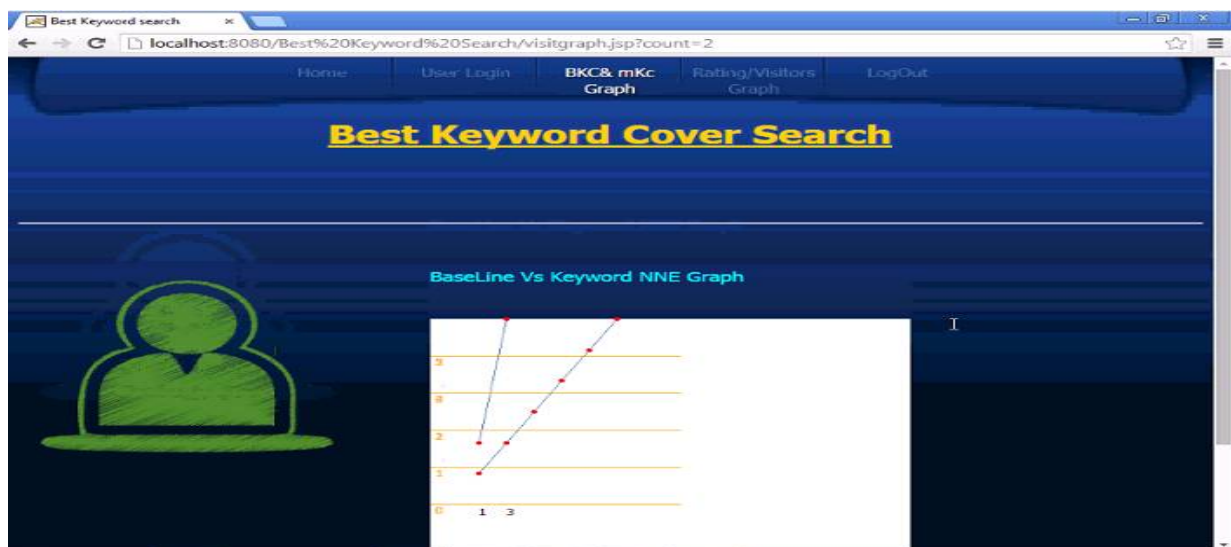 Best Keyword search
localhost:8080/Best%20Keyword%20Search/visitgraph.jsp?count=2
Home User Login BKC& mKc Graph Rating/Visitors Graph LogOut
Best Keyword Cover Search
BaseLine Vs Keyword NNE Graph
2
1
0
1 3